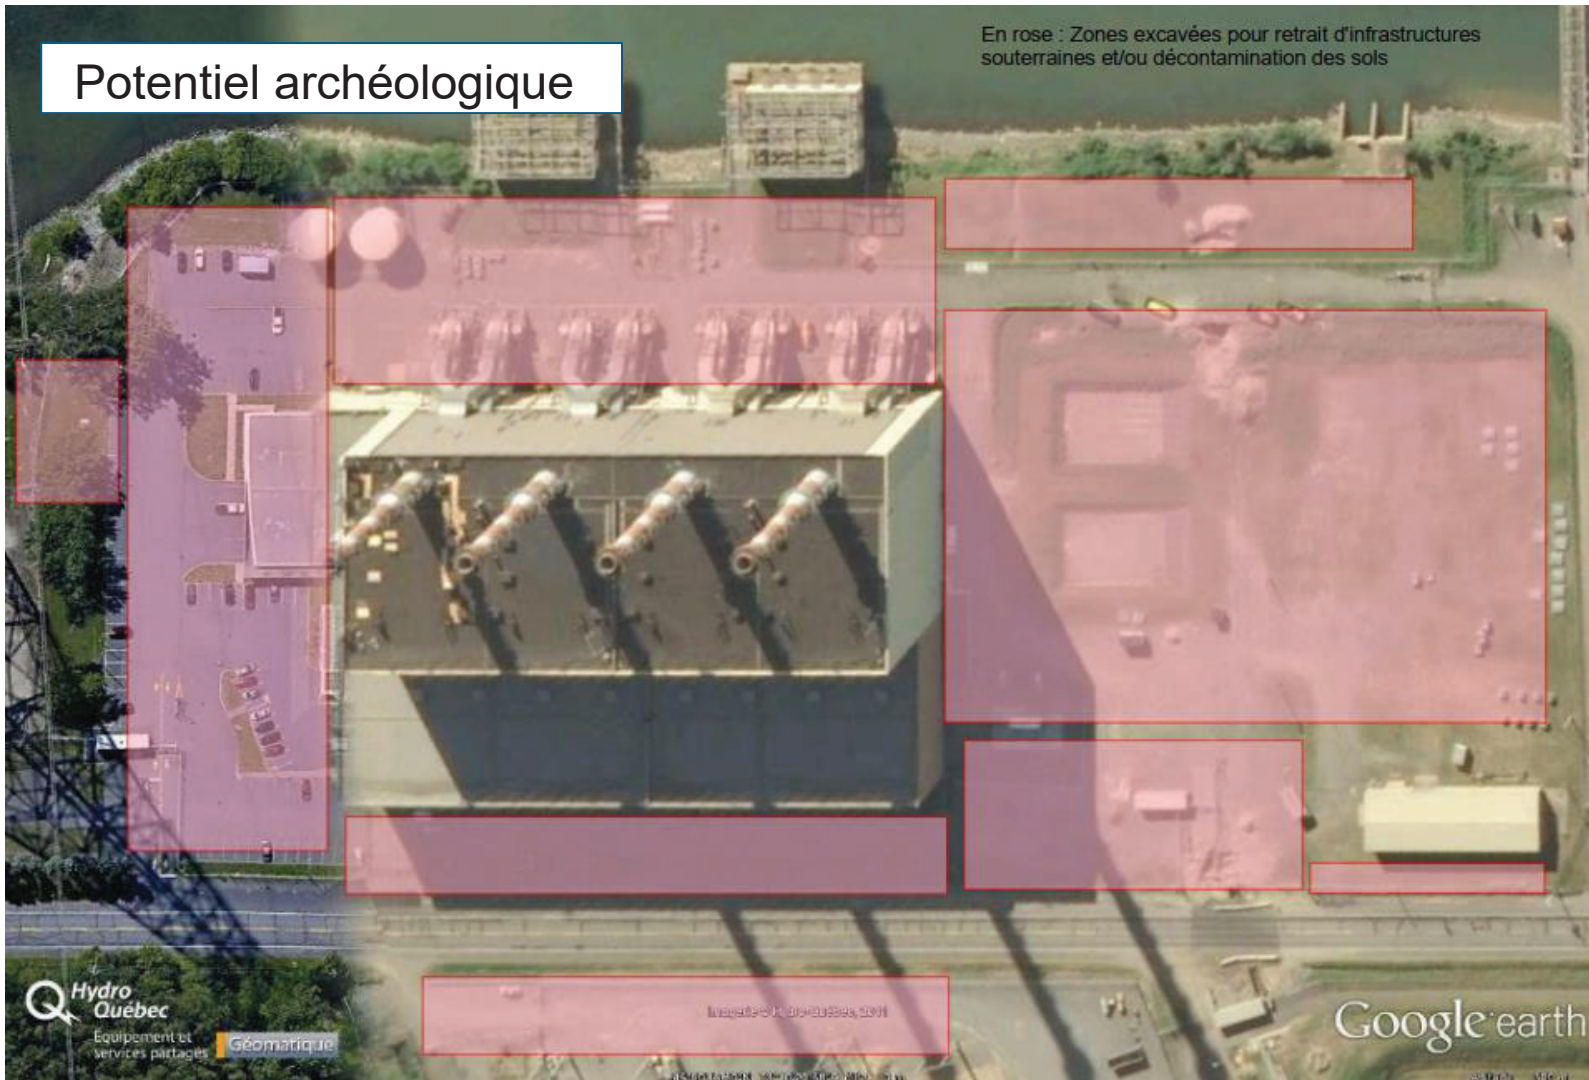 En rose : Zones excavées pour retrait d'infrastructures
souterraines et/ou décontamination des sols
Potentiel archéologique
Hydro
Québec
Équipement et
services partagés
Géomatique
Google earth